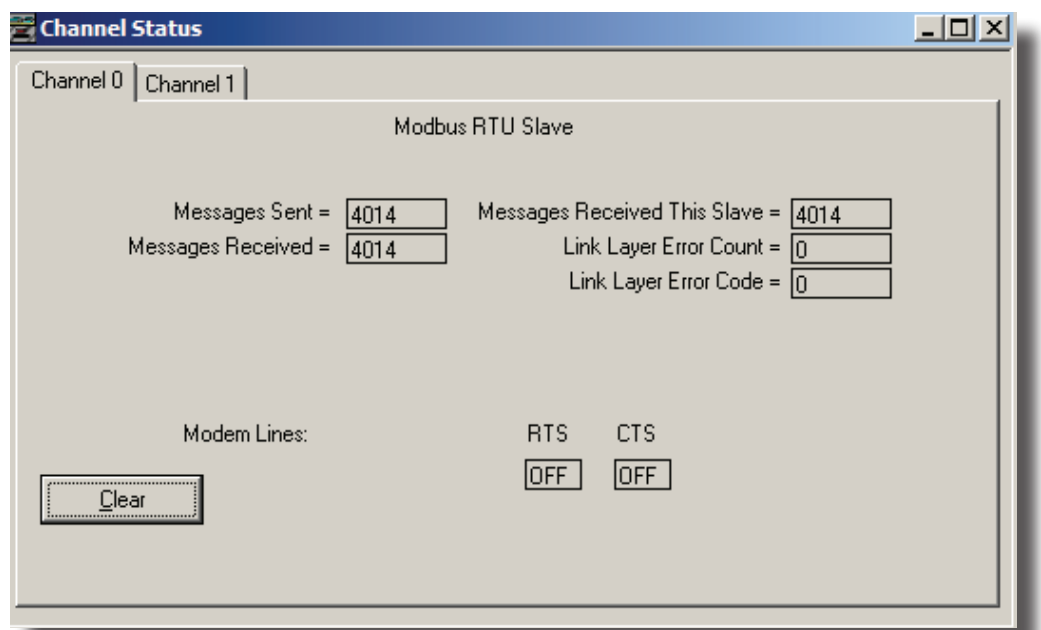 Channel Status
Channel 0 Channel 1
Modbus RTU Slave
Messages Sent = 4014 Messages Received This Slave = 4014
Messages Received = 4014 Link Layer Error Count = 0
Link Layer Error Code = 0
Modem Lines: RTS CTS
OFF OFF
Clear